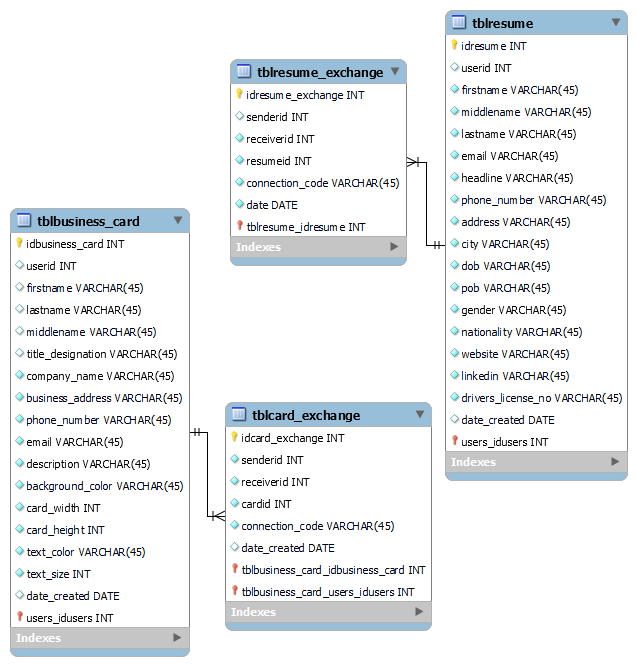 tblresume
idresume INT
userid INT
firstname VARCHAR(45)
middlename VARCHAR(45)
lastname VARCHAR(45)
email VARCHAR(45)
headline VARCHAR(45)
phone_number VARCHAR(45)
address VARCHAR(45)
city VARCHAR(45)
dob VARCHAR(45)
pob VARCHAR(45)
gender VARCHAR(45)
nationality VARCHAR(45)
website VARCHAR(45)
linkedin VARCHAR(45)
drivers_license_no VARCHAR(45)
date_created DATE
users_idusers INT
Indexes
tblresume_exchange
idresume_exchange INT
senderid INT
receiverid INT
resumeid INT
connection_code VARCHAR(45)
date DATE
tblresume_idresume INT
Indexes
tblbusiness_card
idbusiness_card INT
userid INT
firstname VARCHAR(45)
lastname VARCHAR(45)
middlename VARCHAR(45)
title_designation VARCHAR(45)
company_name VARCHAR(45)
business_address VARCHAR(45)
phone_number VARCHAR(45)
email VARCHAR(45)
description VARCHAR(45)
background_color VARCHAR(45)
card_width INT
card_height INT
text_color VARCHAR(45)
text_size INT
date_created DATE
users_idusers INT
Indexes
tblcard_exchange
idcard_exchange INT
senderid INT
receiverid INT
cardid INT
connection_code VARCHAR(45)
date_created DATE
tblbusiness_card_idbusiness_card INT
tblbusiness_card_users_idusers INT
Indexes